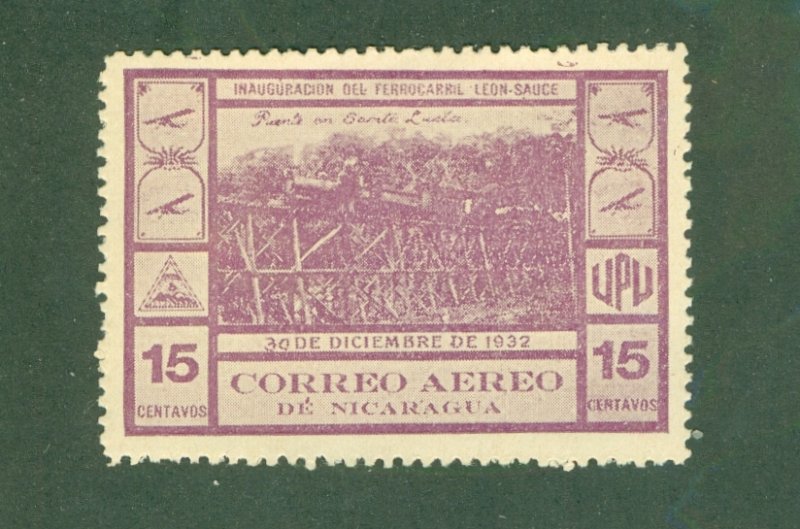 INAUGURACION DEL FERROCARRIL LEON-SAUCE
Puente en Santa Lucia.
UPU
30 DE DICIEMBRE DE 1932
15
CENTAVOS
CORREO AEREO
DE NICARAGUA
15
CENTAVOS